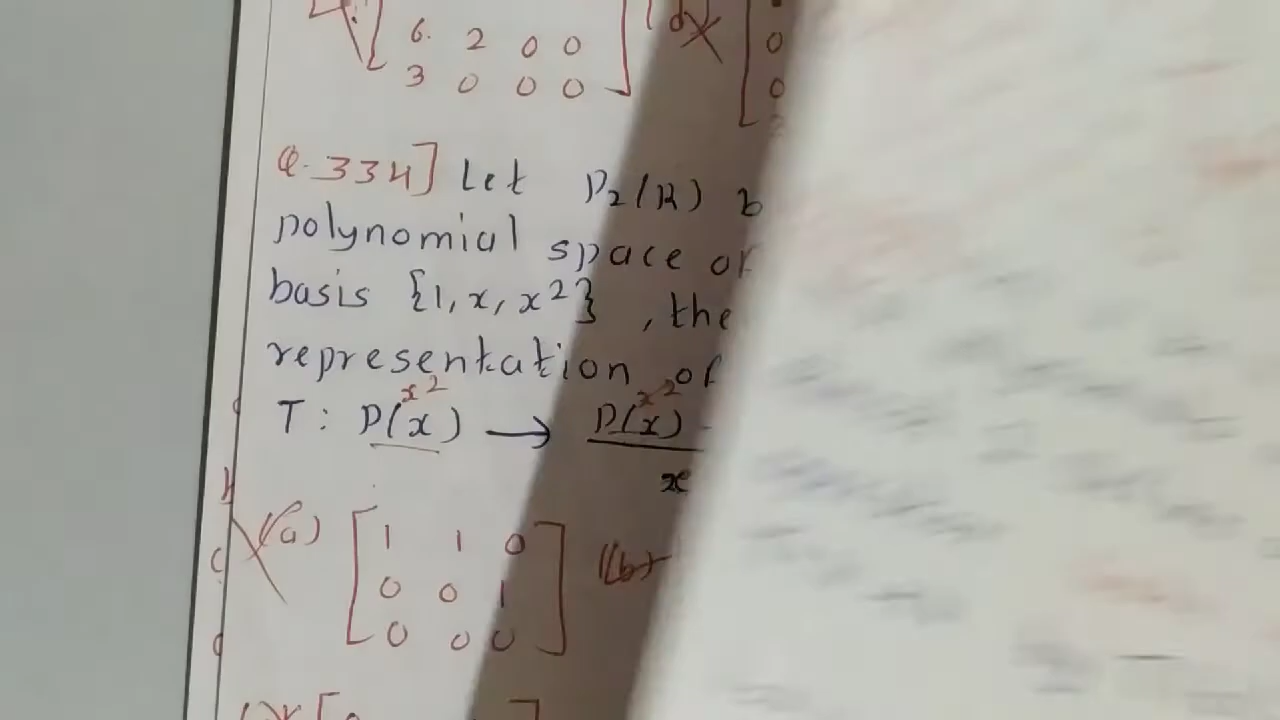 6. 2 0 0
3 0 0 0
0
0
Q.334] Let P₂(R) b
polynomial space
basis {1, x, x²} , the
representation of
x² x²
T : P(x) → P(x)
x
(a) [1 1 0
0 0 1
0 0 0]
(b)